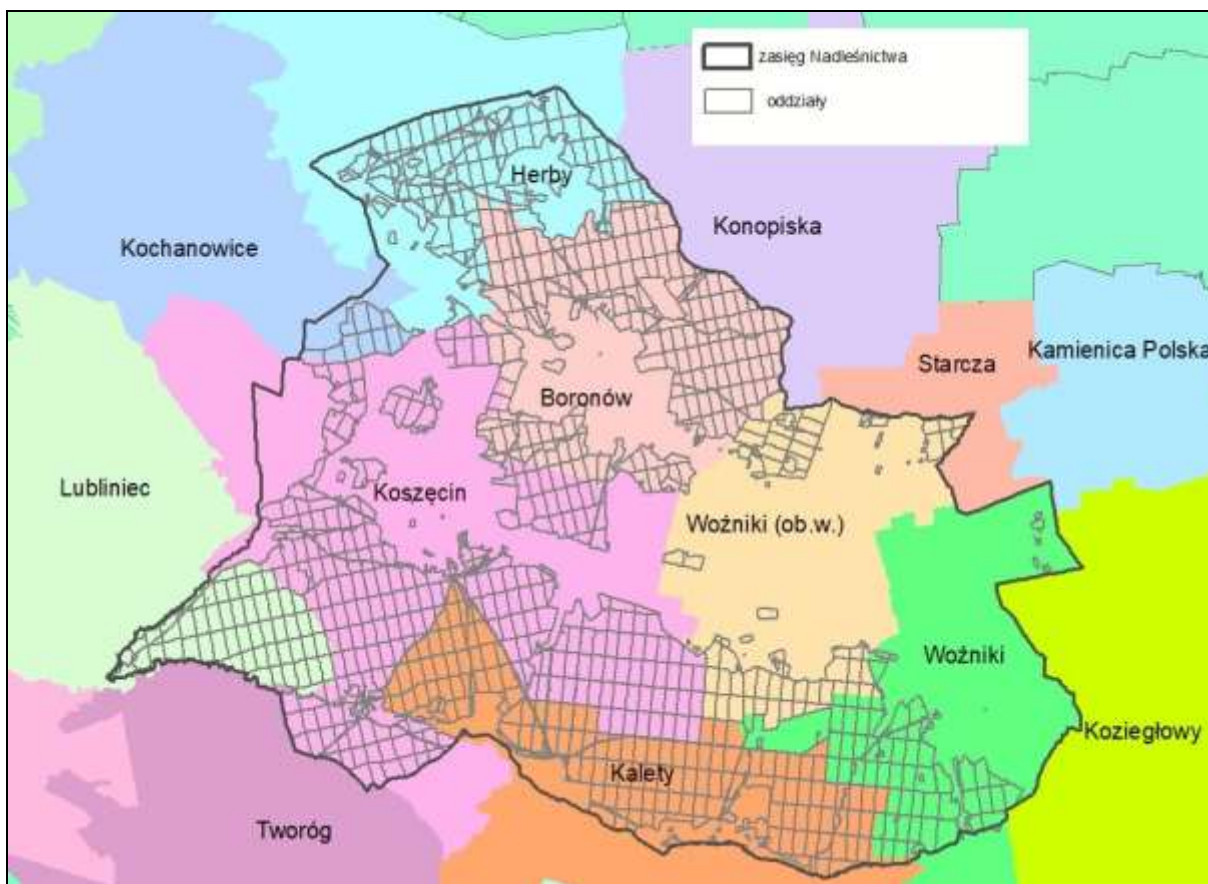 zasięg Nadleśnictwa
oddziały
Herby
Konopiska
Kochanowice
Starcza
Kamienica Polska
Boronów
Lubliniec
Koszęcin
Woźniki (ob.w.)
Woźniki
Koziegłowy
Kalety
Tworóg